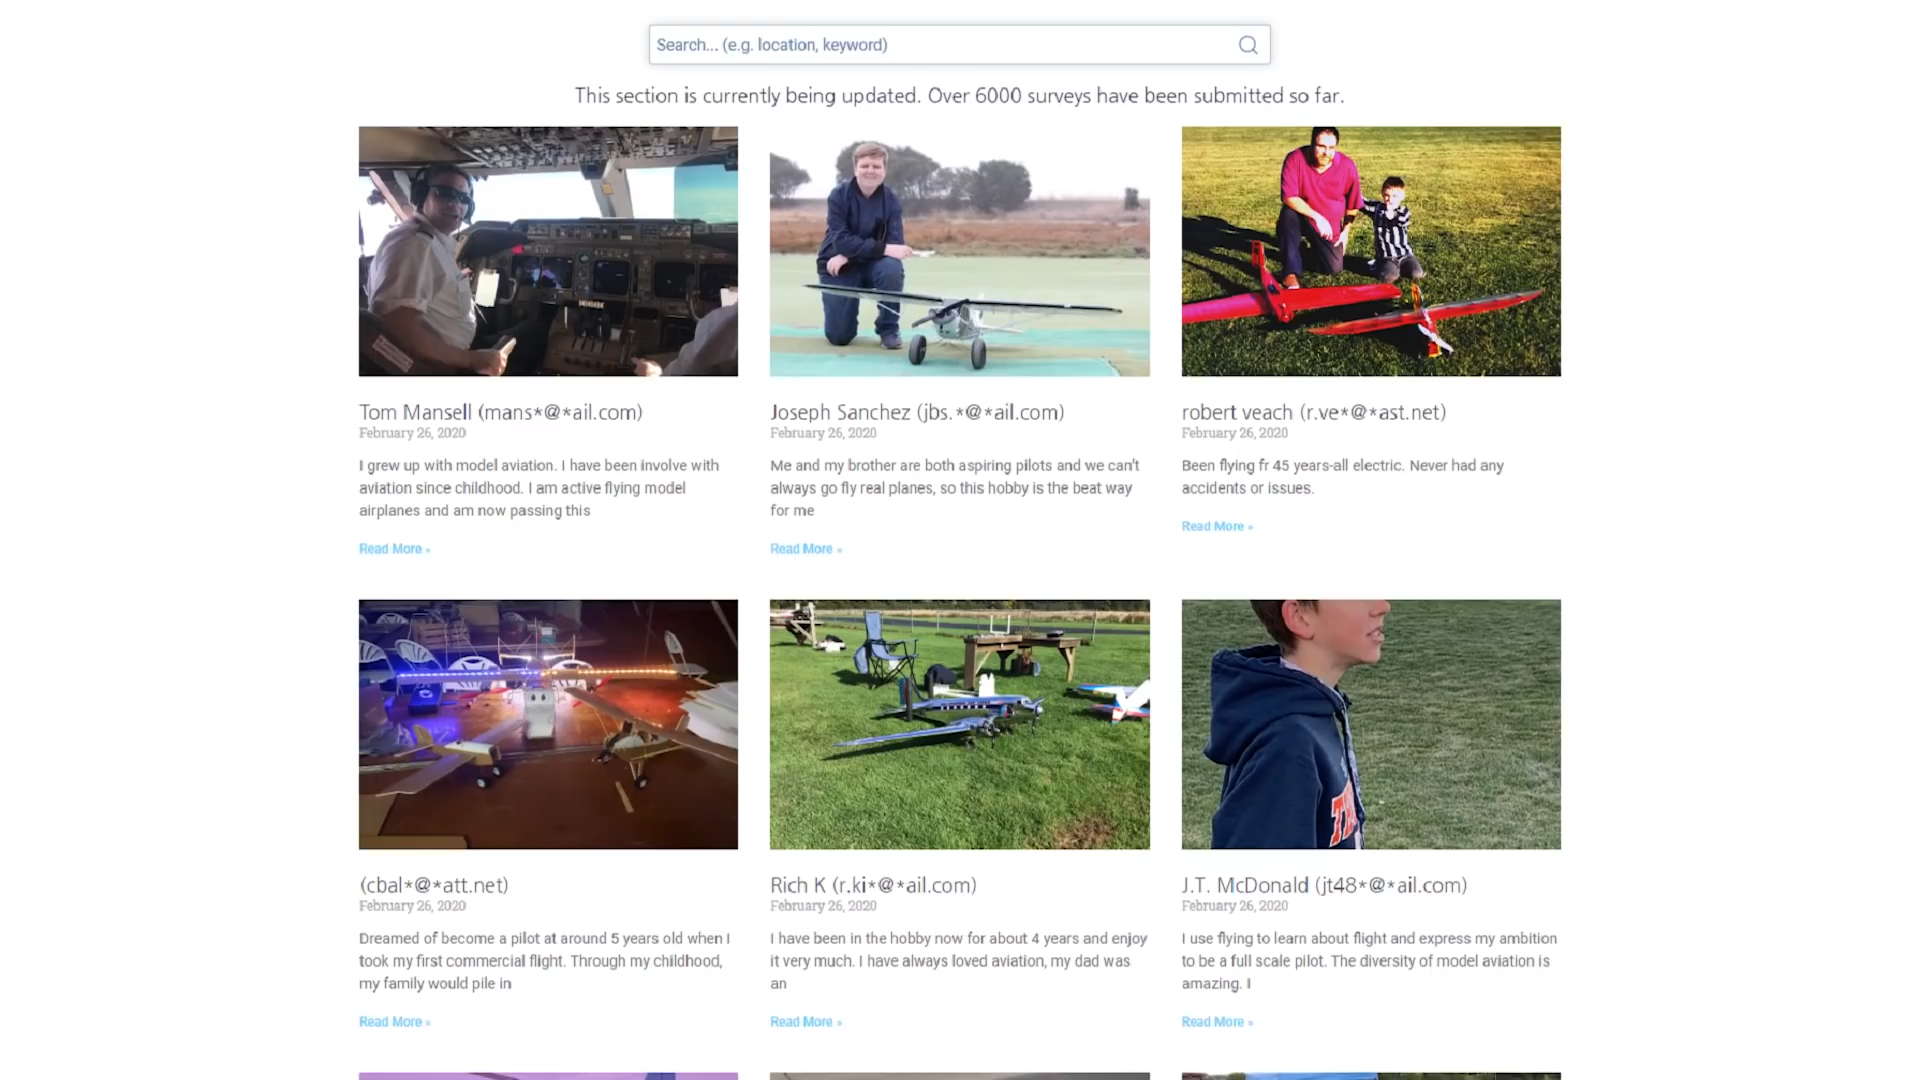 Search... (e.g. location, keyword)
This section is currently being updated. Over 6000 surveys have been submitted so far.
Tom Mansell (mans*@*ail.com)
February 26, 2020
I grew up with model aviation. I have been involve with
aviation since childhood. I am active flying model
airplanes and am now passing this
Read More »
Joseph Sanchez (jbs.*@*ail.com)
February 26, 2020
Me and my brother are both aspiring pilots and we can't
always go fly real planes, so this hobby is the beat way
for me
Read More »
robert veach (r.ve*@*ast.net)
February 26, 2020
Been flying fr 45 years-all electric. Never had any
accidents or issues.
Read More »
(cbal*@*att.net)
February 26, 2020
Dreamed of become a pilot at around 5 years old when I
took my first commercial flight. Through my childhood,
my family would pile in
Read More »
Rich K (r.ki*@*ail.com)
February 26, 2020
I have been in the hobby now for about 4 years and enjoy
it very much. I have always loved aviation, my dad was
an
Read More »
J.T. McDonald (jt48*@*ail.com)
February 26, 2020
I use flying to learn about flight and express my ambition
to be a full scale pilot. The diversity of model aviation is
amazing. I
Read More »